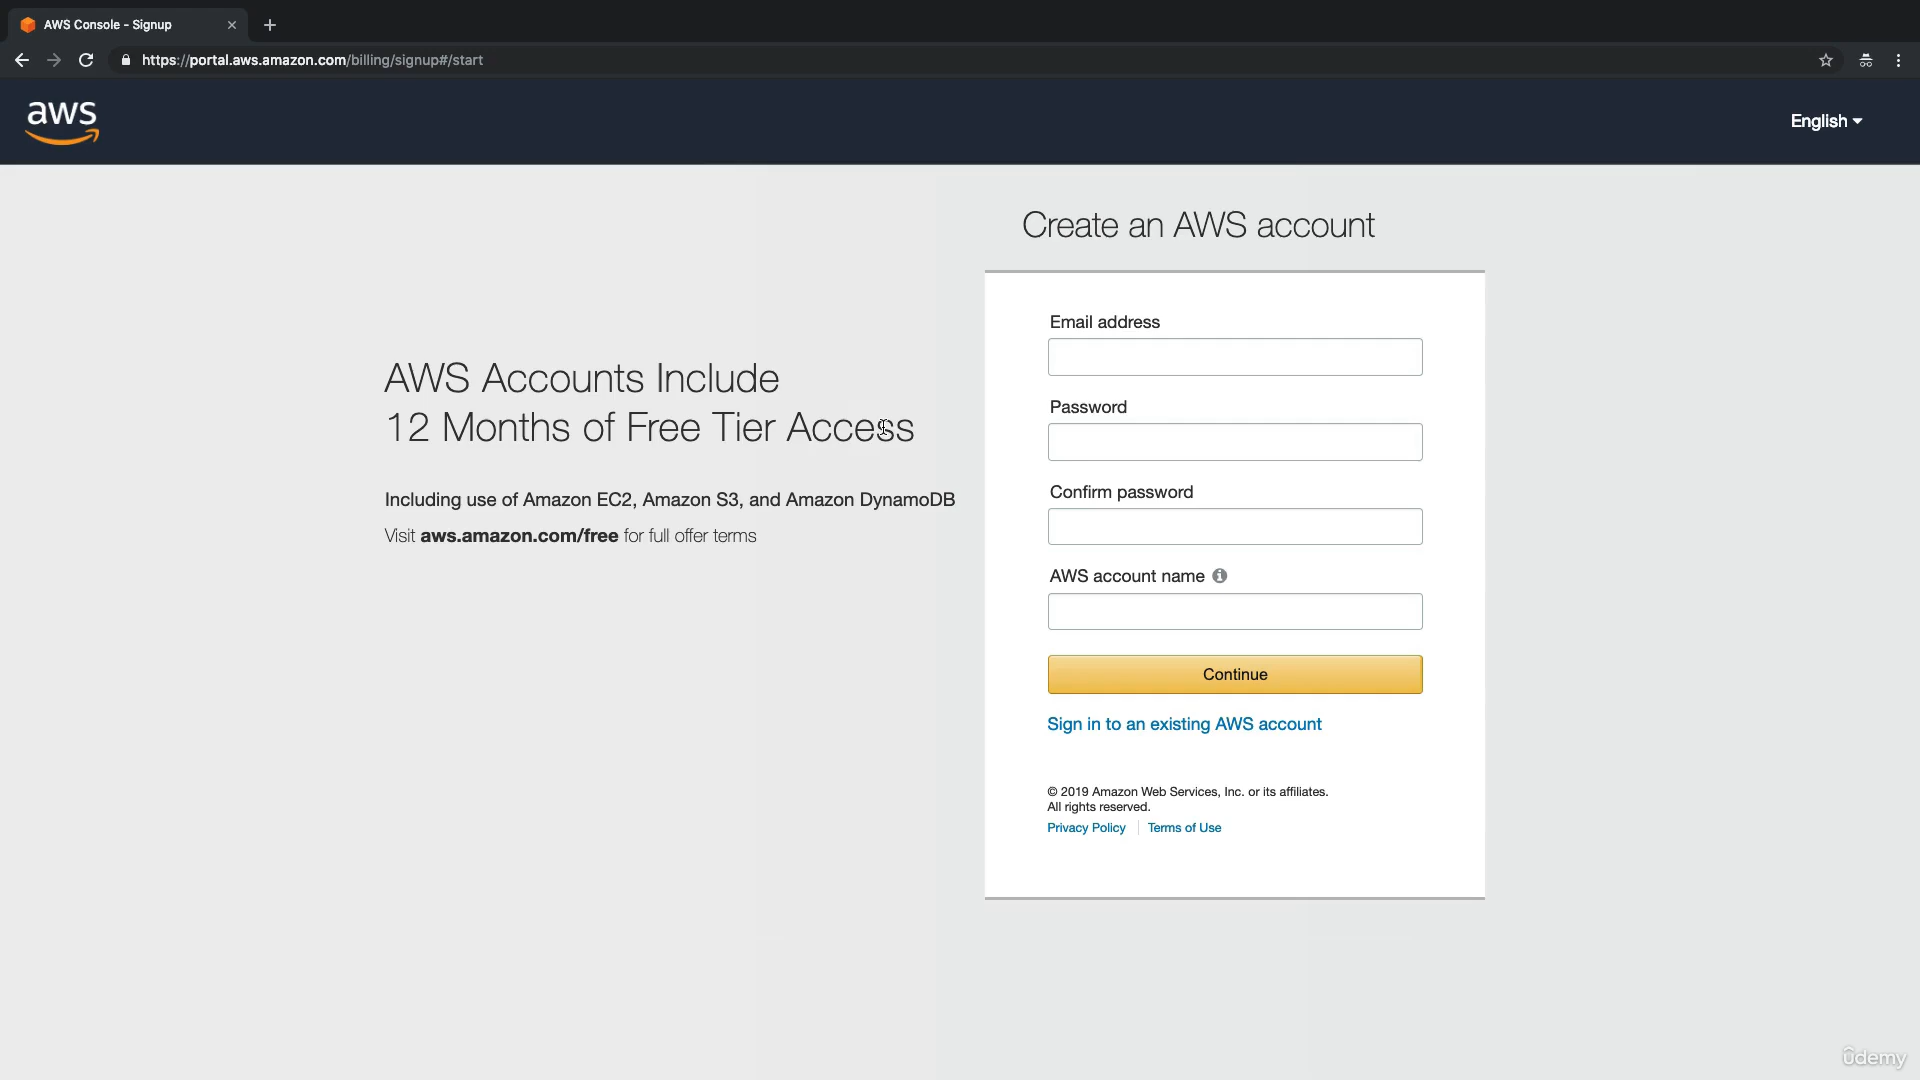 AWS Console - Signup
https://portal.aws.amazon.com/billing/signup#/start
aws
English
Create an AWS account
AWS Accounts Include
12 Months of Free Tier Access
Including use of Amazon EC2, Amazon S3, and Amazon DynamoDB
Visit aws.amazon.com/free for full offer terms
Email address
Password
Confirm password
AWS account name
Continue
Sign in to an existing AWS account
© 2019 Amazon Web Services, Inc. or its affiliates.
All rights reserved.
Privacy Policy
Terms of Use
ûdemy